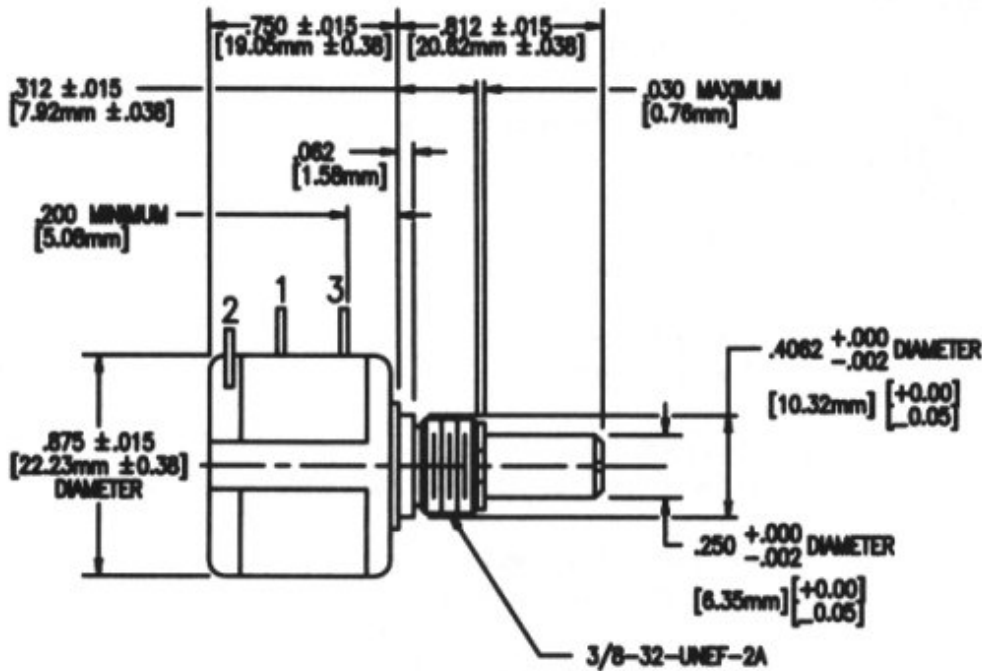 .750 ±.015
[19.05mm ±0.38]
.812 ±.015
[20.62mm ±.038]
.312 ±.015
[7.92mm ±.038]
.030 MAXIMUM
[0.76mm]
.062
[1.58mm]
.200 MINIMUM
[5.08mm]
1
3
2
.4062 +.000 DIAMETER
-.002
[10.32mm] [+0.00]
[_0.05]
.875 ±.015
[22.23mm ±0.38]
DIAMETER
.250 +.000 DIAMETER
-.002
[6.35mm] [+0.00]
[_0.05]
3/8-32-UNEF-2A